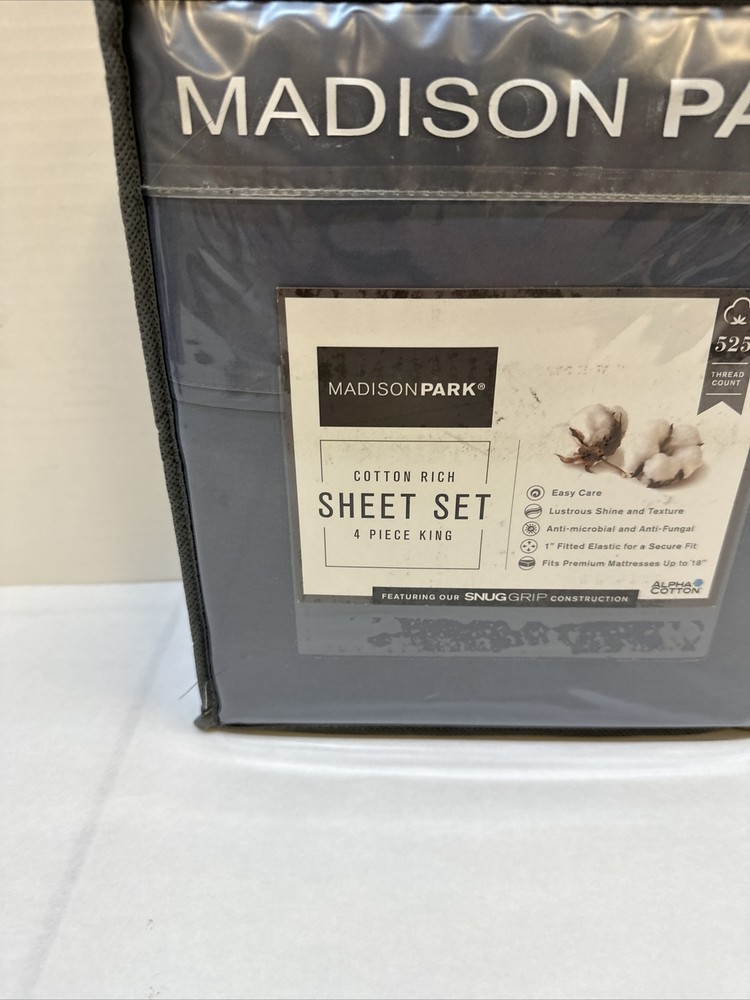 MADISON PA
525
THREAD
COUNT
MADISONPARK®
COTTON RICH
SHEET SET
4 PIECE KING
Easy Care
Lustrous Shine and Texture
Anti-microbial and Anti-Fungal
1" Fitted Elastic for a Secure Fit
Fits Premium Mattresses Up to 18"
ALPHA
COTTON
FEATURING OUR SNUGGRIP CONSTRUCTION